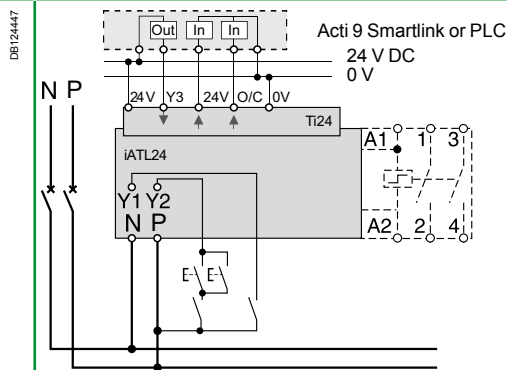 DB124447
Out In In
Acti 9 Smartlink or PLC
24 V DC
0 V
N P
24 V Y3 24V O/C 0V
Ti24
iATL24
A1 1 3
Y1 Y2
N P
A2 2 4
E E